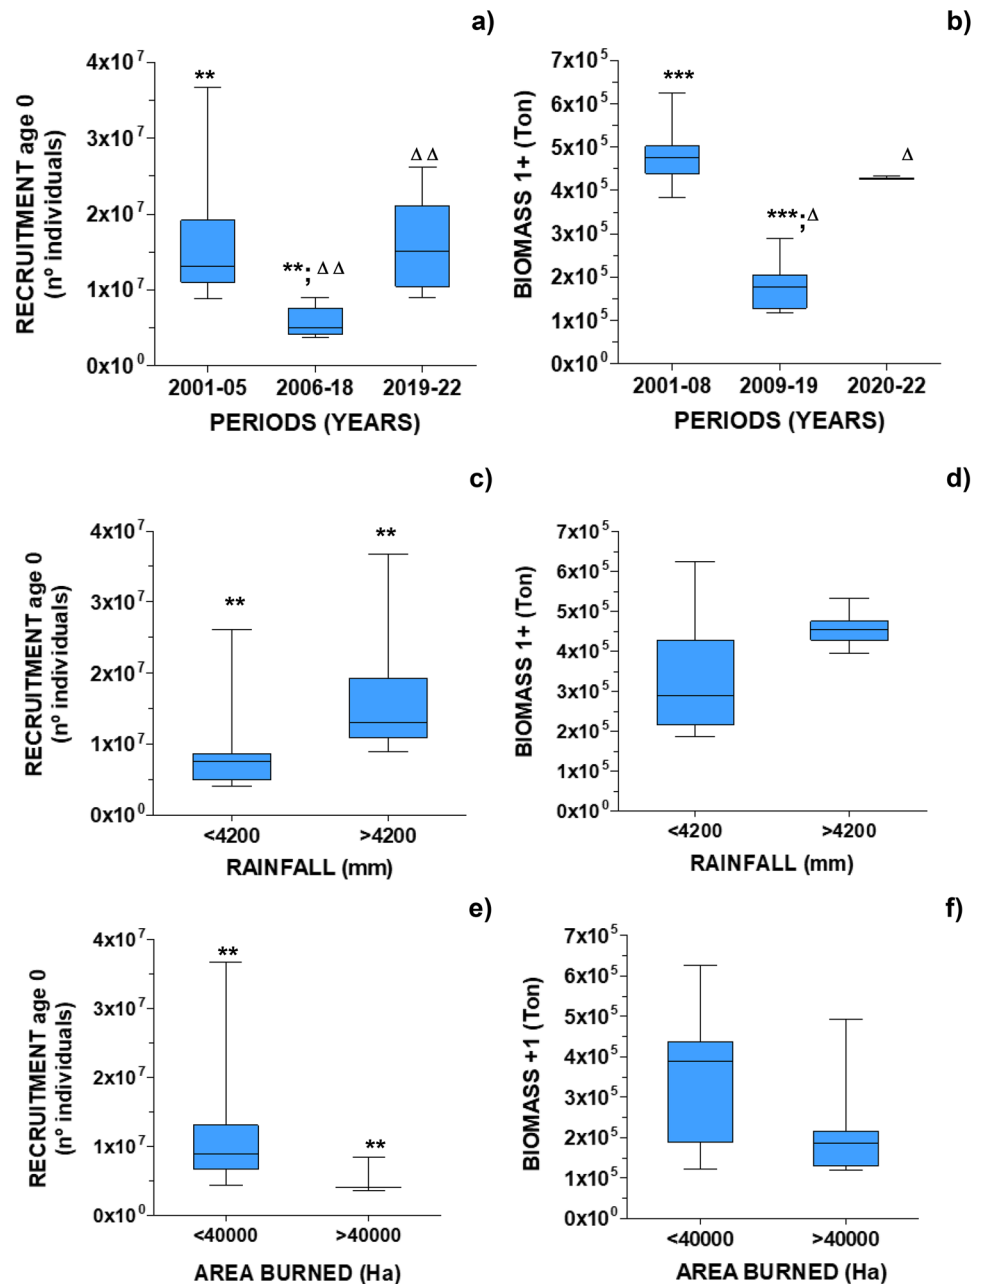 a)
RECRUITMENT age 0
(nº individuals)
4x10⁷
3x10⁷
2x10⁷
1x10⁷
0x10⁰
**
**; Δ Δ
Δ Δ
2001-05 2006-18 2019-22
PERIODS (YEARS)
b)
BIOMASS 1+ (Ton)
7x10⁵
6x10⁵
5x10⁵
4x10⁵
3x10⁵
2x10⁵
1x10⁵
0x10⁰
***
***;Δ
Δ
2001-08 2009-19 2020-22
PERIODS (YEARS)
c)
RECRUITMENT age 0
(nº individuals)
4x10⁷
3x10⁷
2x10⁷
1x10⁷
0x10⁰
**
**
<4200 >4200
RAINFALL (mm)
d)
BIOMASS 1+ (Ton)
7x10⁵
6x10⁵
5x10⁵
4x10⁵
3x10⁵
2x10⁵
1x10⁵
0x10⁰
<4200 >4200
RAINFALL (mm)
e)
RECRUITMENT age 0
(nº individuals)
4x10⁷
3x10⁷
2x10⁷
1x10⁷
0x10⁰
**
**
<40000 >40000
AREA BURNED (Ha)
f)
BIOMASS +1 (Ton)
7x10⁵
6x10⁵
5x10⁵
4x10⁵
3x10⁵
2x10⁵
1x10⁵
0x10⁰
<40000 >40000
AREA BURNED (Ha)